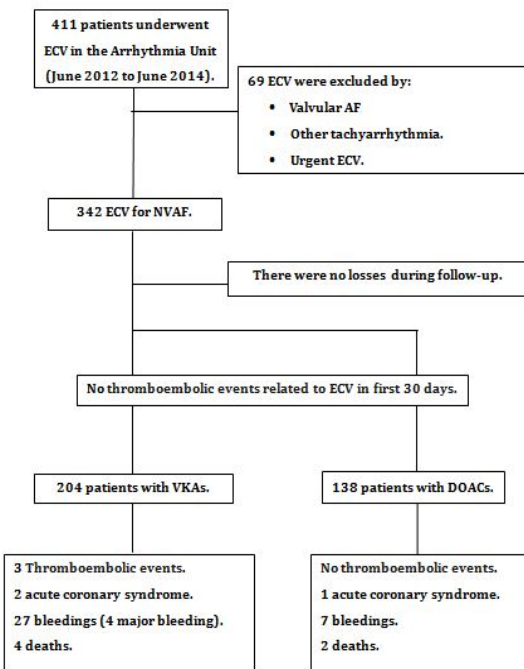 411 patients underwent
ECV in the Arrhythmia Unit
(June 2012 to June 2014).
69 ECV were excluded by:
• Valvular AF
• Other tachyarrhythmia.
• Urgent ECV.
342 ECV for NVAF.
There were no losses during follow-up.
No thromboembolic events related to ECV in first 30 days.
204 patients with VKAs.
138 patients with DOACs.
3 Thromboembolic events.
2 acute coronary syndrome.
27 bleedings (4 major bleeding).
4 deaths.
No thromboembolic events.
1 acute coronary syndrome.
7 bleedings.
2 deaths.